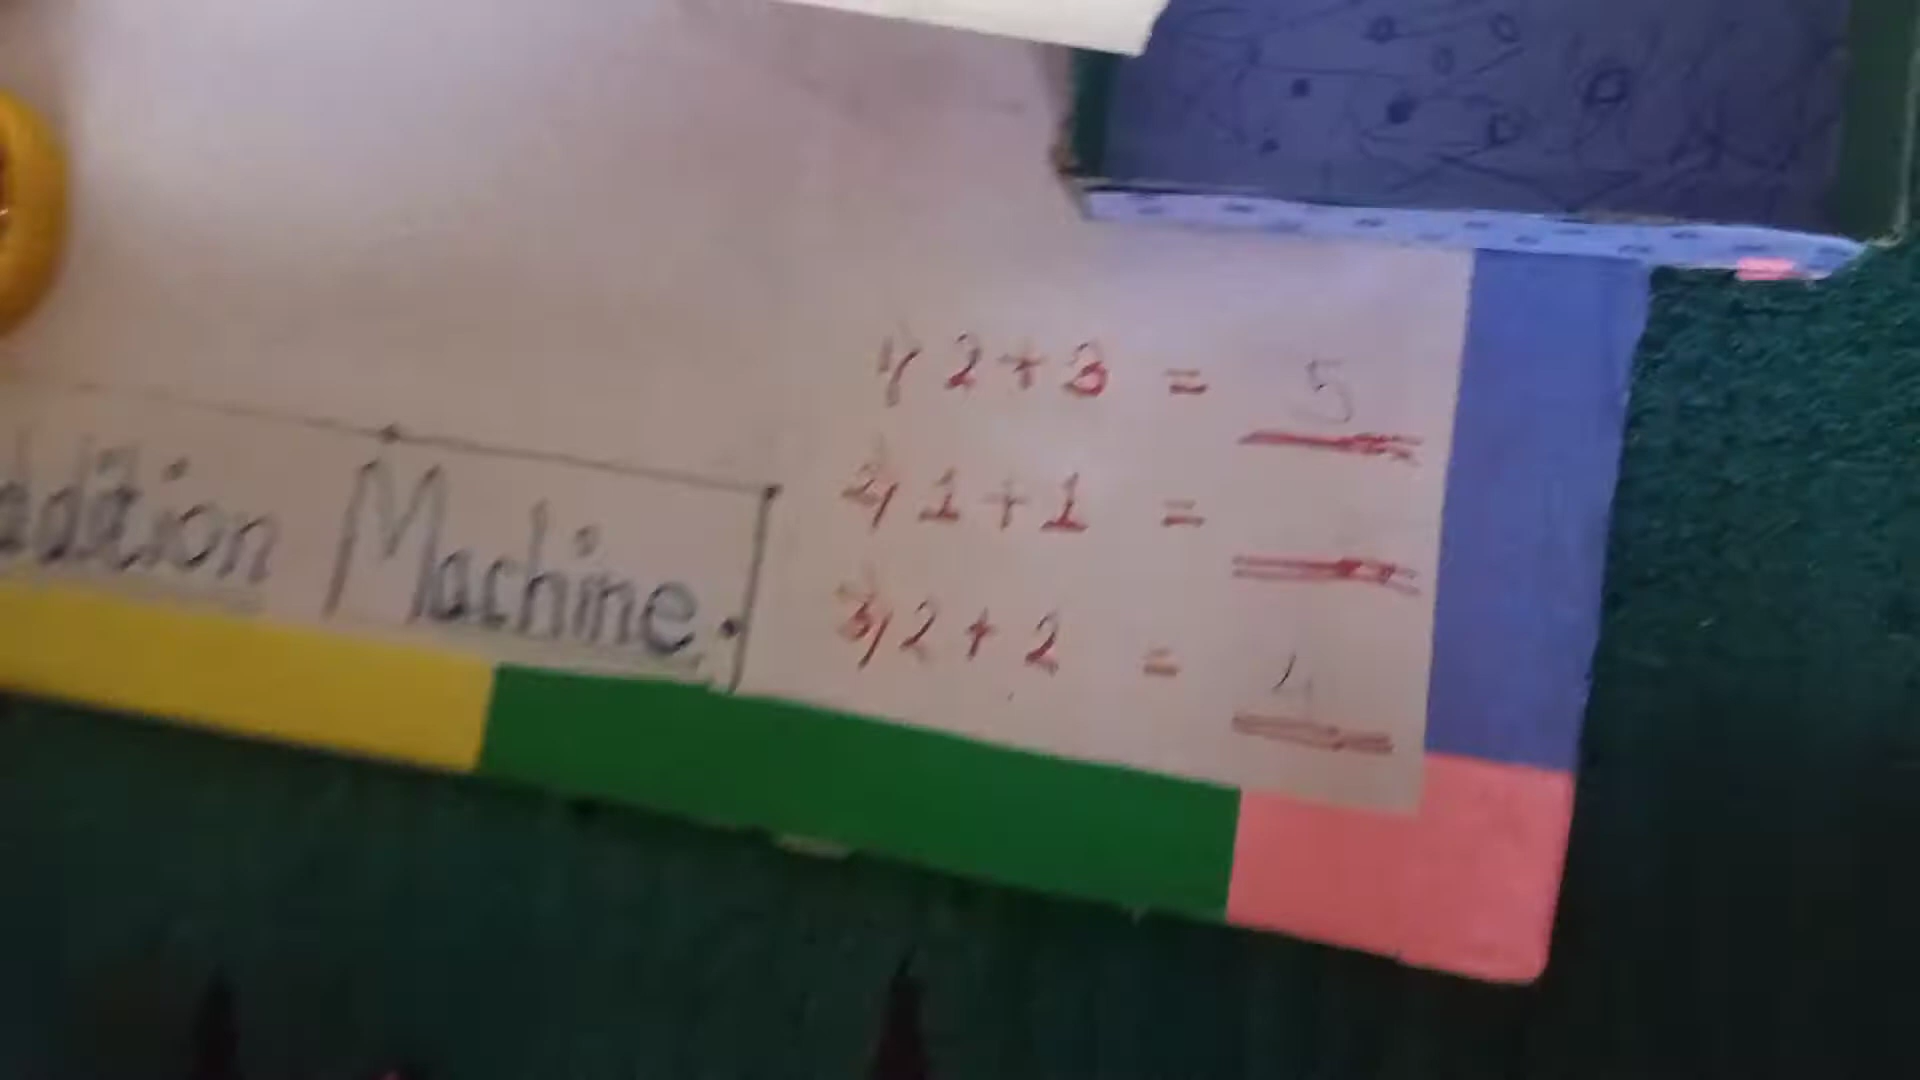 1) 2+3 = 5
2) 1+1 =
3) 2+2 = 4
addition Machine.